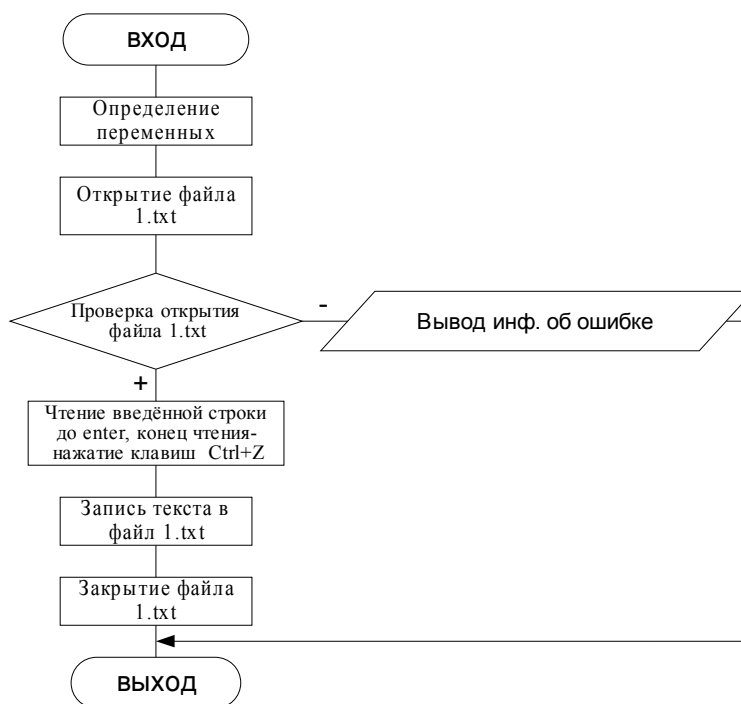 ВХОД
Определение
переменных
Открытие файла
1.txt
Проверка открытия
файла 1.txt
-
Вывод инф. об ошибке
+
Чтение введённой строки
до enter, конец чтения-
нажатие клавиш Ctrl+Z
Запись текста в
файл 1.txt
Закрытие файла
1.txt
ВЫХОД